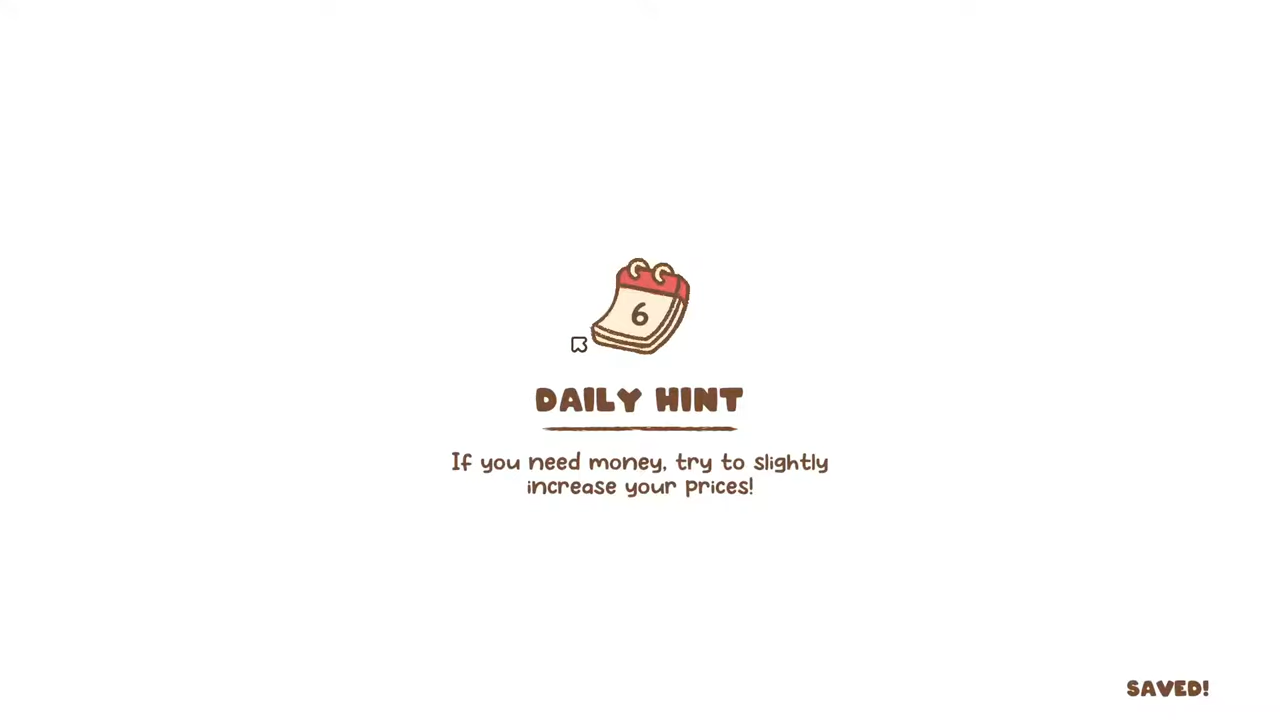 6
DAILY HINT
If you need money, try to slightly
increase your prices!
SAVED!